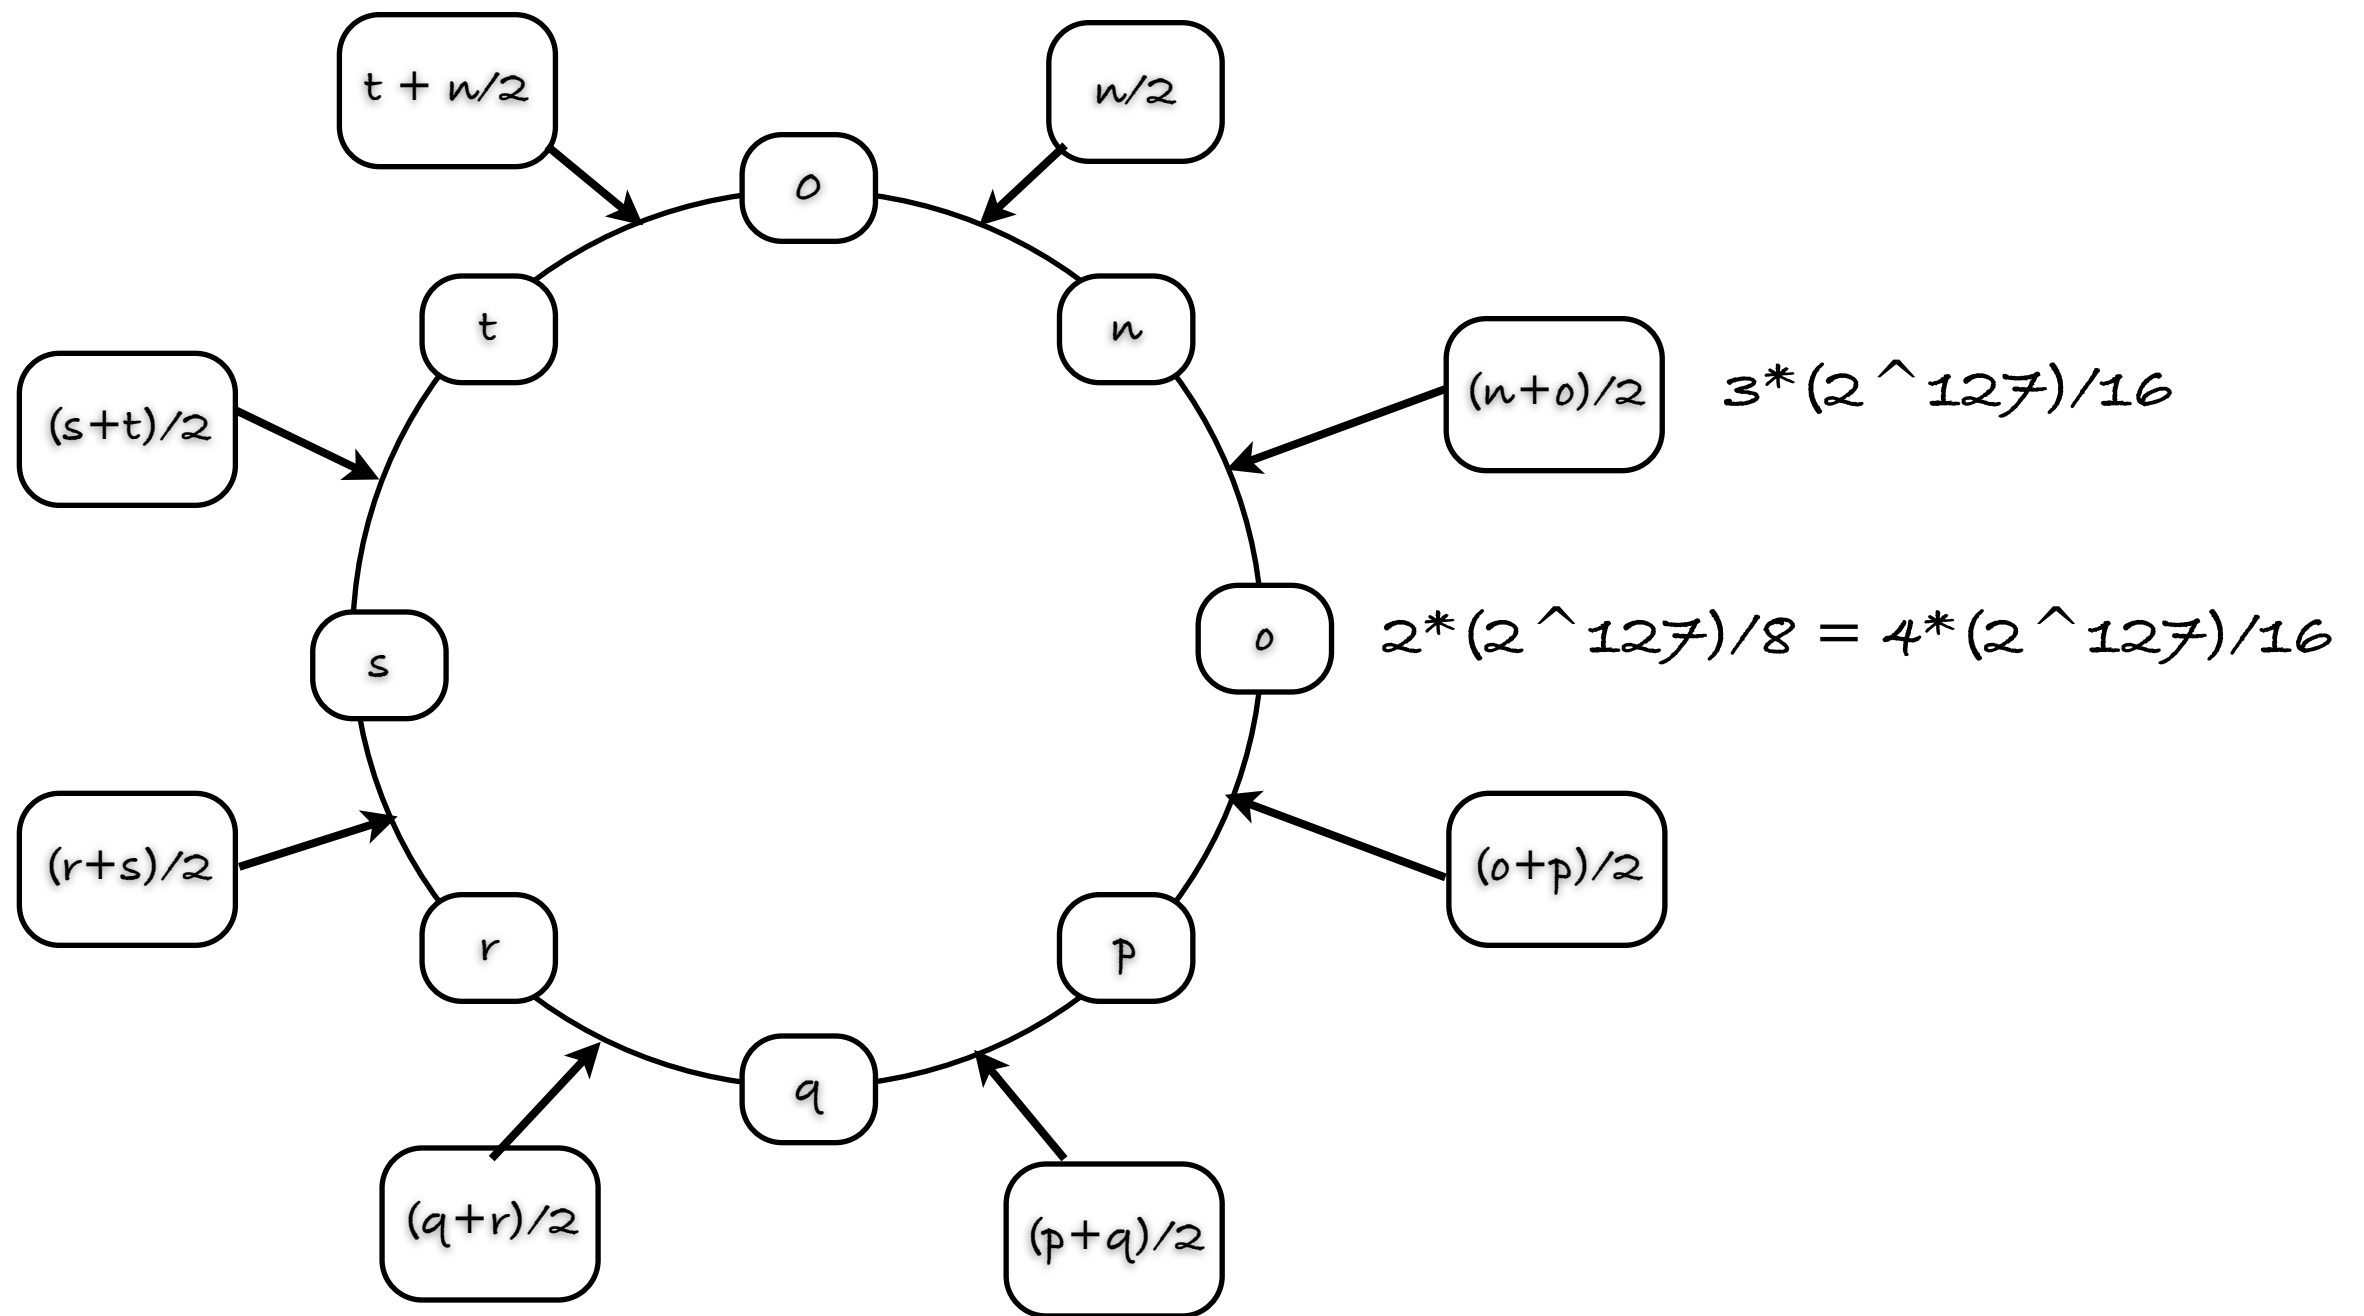 t + n/2
n/2
o
t
n
(n+o)/2
3*(2^127)/16
(s+t)/2
o
2*(2^127)/8 = 4*(2^127)/16
s
(r+s)/2
(o+p)/2
r
p
q
(q+r)/2
(p+q)/2